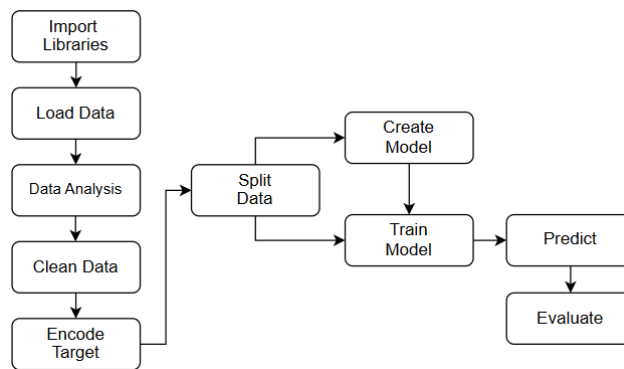 Import
Libraries
Load Data
Data Analysis
Clean Data
Encode
Target
Split
Data
Create
Model
Train
Model
Predict
Evaluate